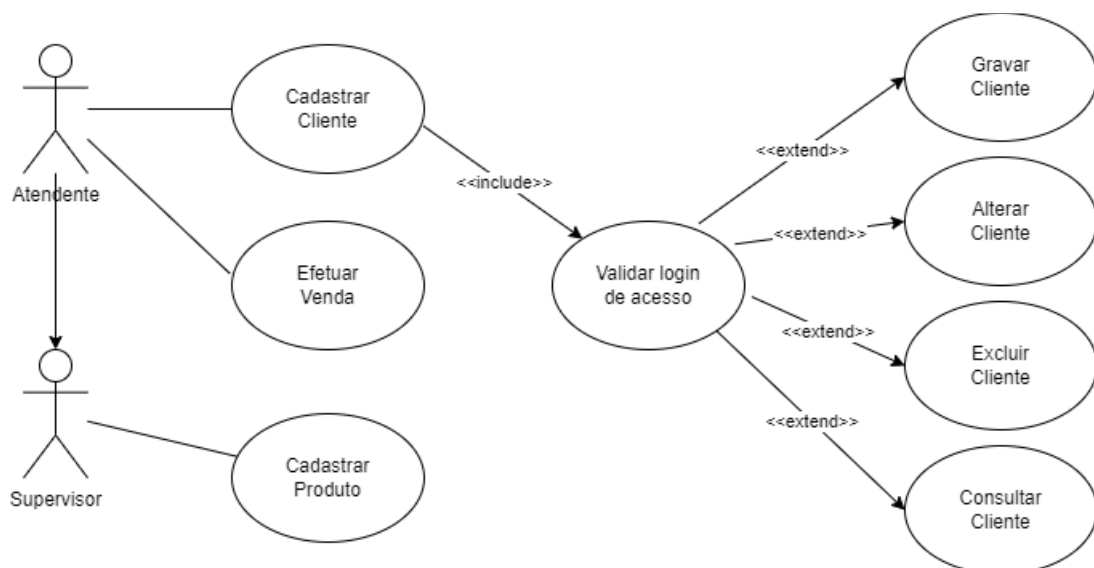 Atendente
Cadastrar
Cliente
Efetuar
Venda
Supervisor
Cadastrar
Produto
<<include>>
Validar login
de acesso
<<extend>>
<<extend>>
<<extend>>
<<extend>>
Gravar
Cliente
Alterar
Cliente
Excluir
Cliente
Consultar
Cliente